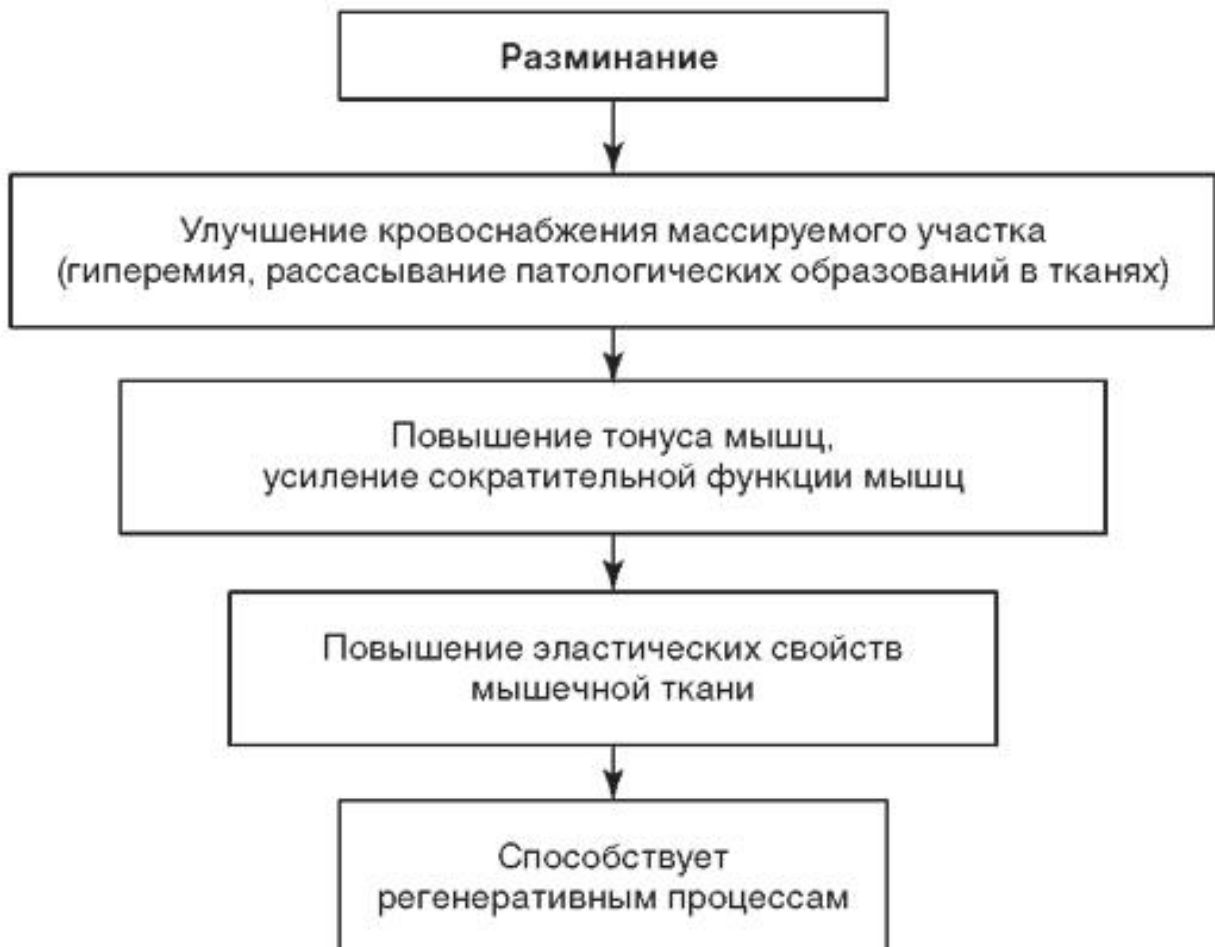 Разминание
Улучшение кровоснабжения массируемого участка
(гиперемия, рассасывание патологических образований в тканях)
Повышение тонуса мышц,
усиление сократительной функции мышц
Повышение эластических свойств
мышечной ткани
Способствует
регенеративным процессам